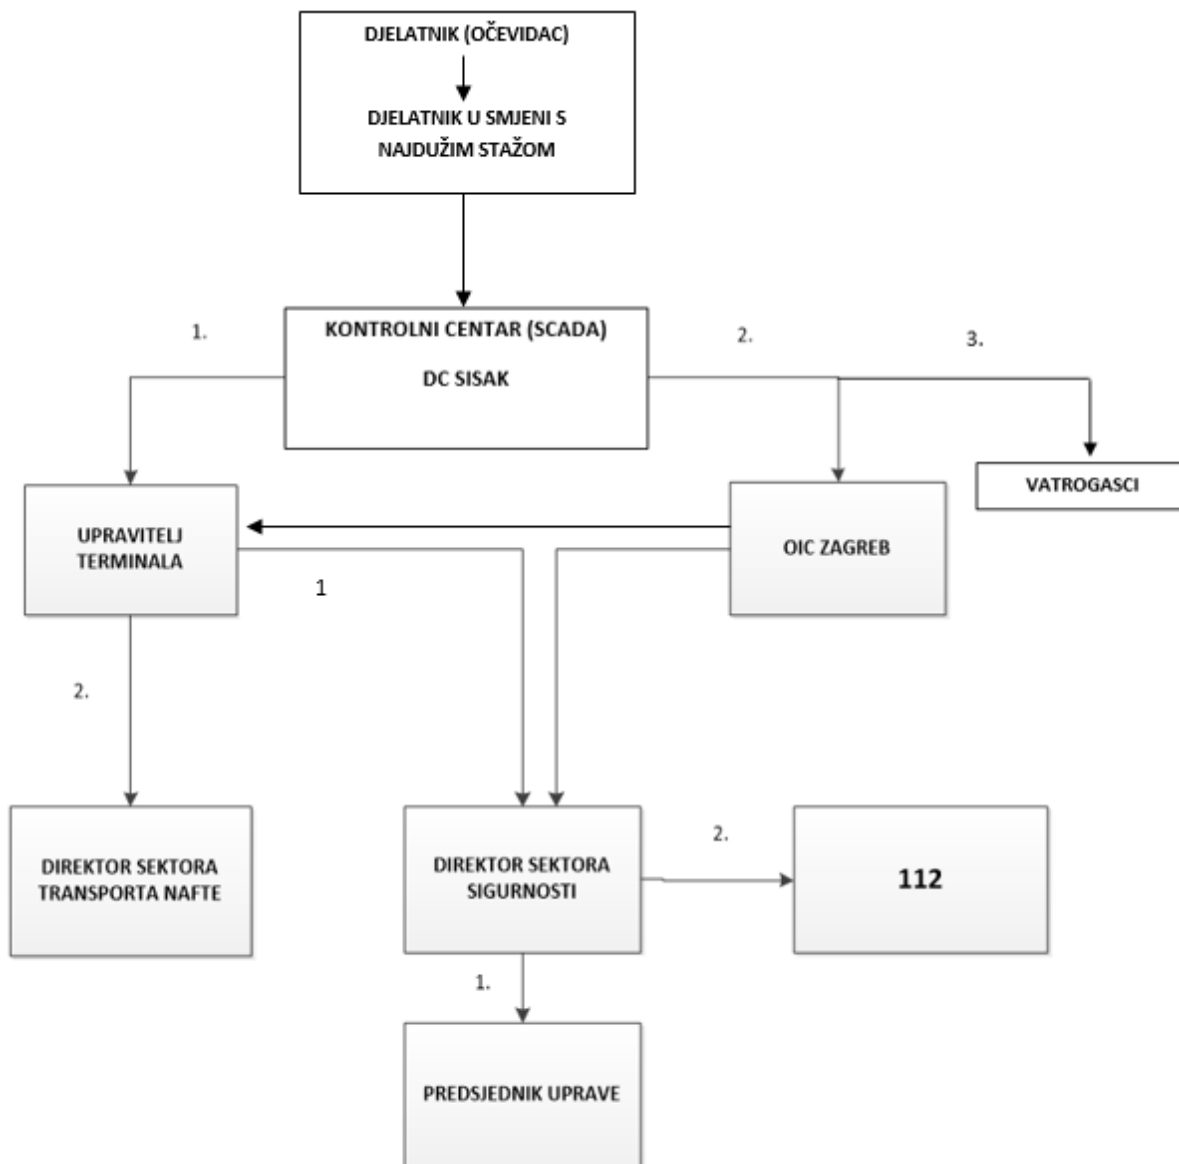 DJELATNIK (OČEVIDAC)
DJELATNIK U SMJENI S
NAJDUŽIM STAŽOM
KONTROLNI CENTAR (SCADA)
DC SISAK
1.
2.
3.
UPRAVITELJ
TERMINALA
OIC ZAGREB
VATROGASCI
1
2.
DIREKTOR SEKTORA
TRANSPORTA NAFTE
DIREKTOR SEKTORA
SIGURNOSTI
2.
112
1.
PREDSJEDNIK UPRAVE